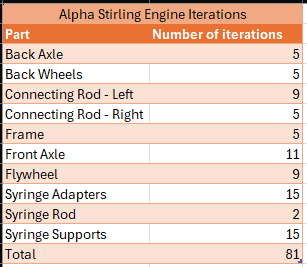 Alpha Stirling Engine Iterations
Part Number of iterations
Back Axle 5
Back Wheels 5
Connecting Rod - Left 9
Connecting Rod - Right 5
Frame 5
Front Axle 11
Flywheel 9
Syringe Adapters 15
Syringe Rod 2
Syringe Supports 15
Total 81